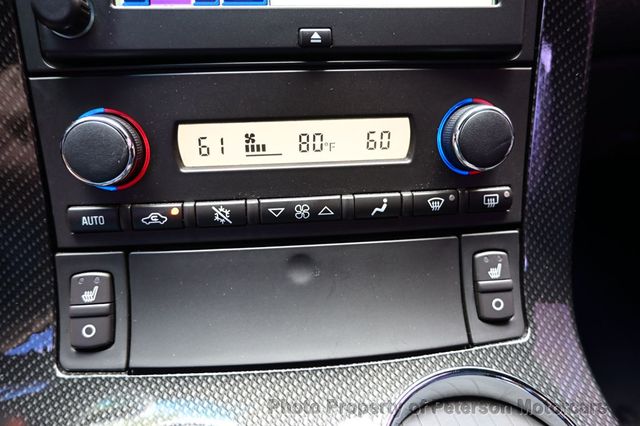 61 80°F 60
AUTO
Photo Property of Peterson Motorcars